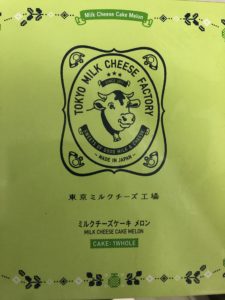 Milk Cheese Cake Melon
TOKYO MILK CHEESE FACTORY
MADE IN JAPAN
東京ミルクチーズ工場
ミルクチーズケーキ メロン
MILK CHEESE CAKE MELON
CAKE・1WHOLE